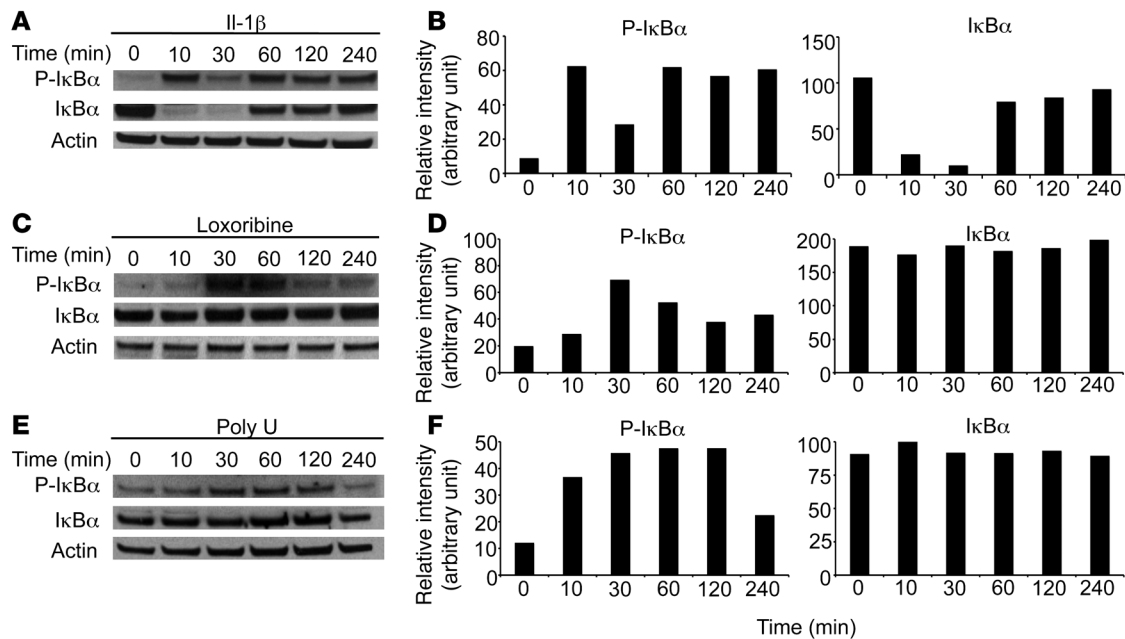 A
Il-1β
Time (min) 0 10 30 60 120 240
P-IκBα
IκBα
Actin
B
P-IκBα
Relative intensity
(arbitrary unit)
80
60
40
20
0
0 10 30 60 120 240
IκBα
150
100
50
0
0 10 30 60 120 240
C
Loxoribine
Time (min) 0 10 30 60 120 240
P-IκBα
IκBα
Actin
D
P-IκBα
Relative intensity
(arbitrary unit)
100
80
60
40
20
0
0 10 30 60 120 240
IκBα
200
150
100
50
0
0 10 30 60 120 240
E
Poly U
Time (min) 0 10 30 60 120 240
P-IκBα
IκBα
Actin
F
P-IκBα
Relative intensity
(arbitrary unit)
50
40
30
20
10
0
0 10 30 60 120 240
IκBα
100
75
50
25
0
0 10 30 60 120 240
Time (min)